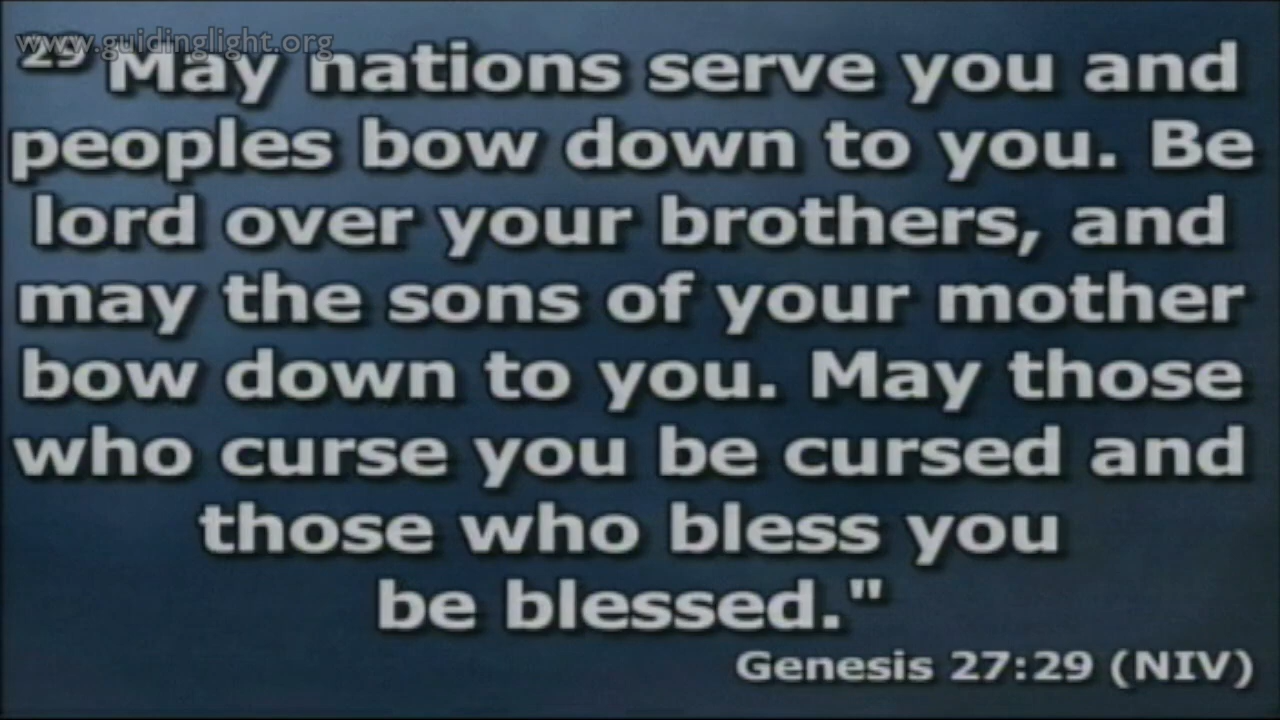 www.guidinglight.org
29 May nations serve you and
peoples bow down to you. Be
lord over your brothers, and
may the sons of your mother
bow down to you. May those
who curse you be cursed and
those who bless you
be blessed."
Genesis 27:29 (NIV)